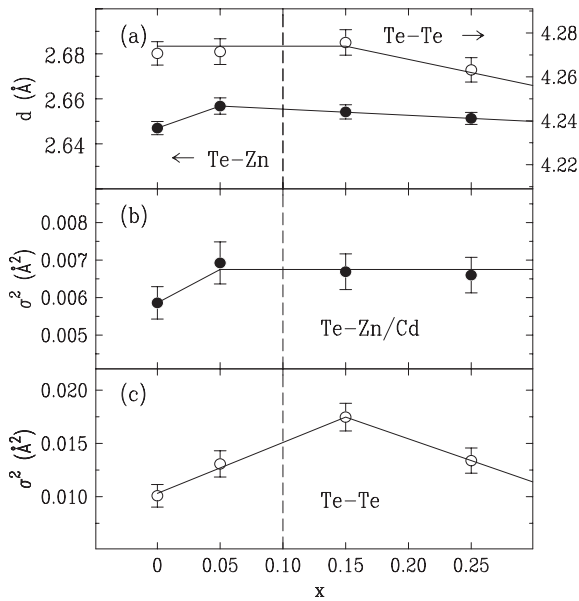 (a)
Te−Te →
4.28
2.68
4.26
d (Å)
2.66
4.24
2.64
← Te−Zn
4.22
(b)
0.008
0.007
σ² (Å²)
0.006
0.005
Te−Zn/Cd
(c)
0.020
0.015
σ² (Å²)
0.010
Te−Te
0 0.05 0.10 0.15 0.20 0.25
x